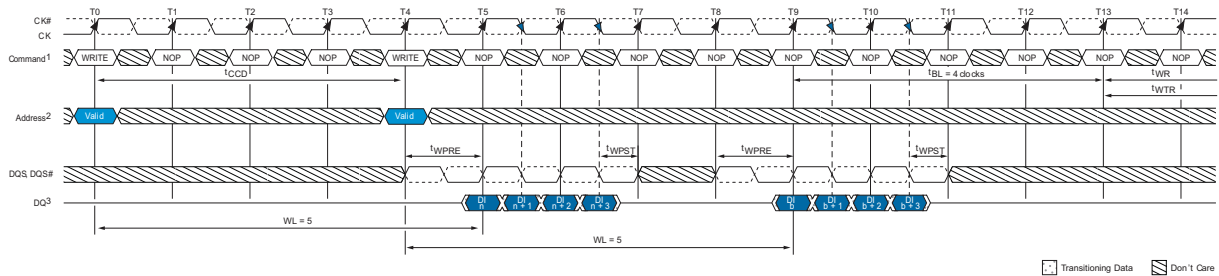 T0 T1 T2 T3 T4 T5 T6 T7 T8 T9 T10 T11 T12 T13 T14
CK#
CK
Command1 WRITE NOP NOP NOP WRITE NOP NOP NOP NOP NOP NOP NOP NOP NOP NOP
tCCD tBL = 4 clocks tWR
tWTR
Address2 Valid Valid
tWPRE tWPST tWPRE tWPST
DQS, DQS#
DQ3 DI n DI n + 1 DI n + 2 DI n + 3 DI b DI b + 1 DI b + 2 DI b + 3
WL = 5
WL = 5
Transitioning Data Don't Care